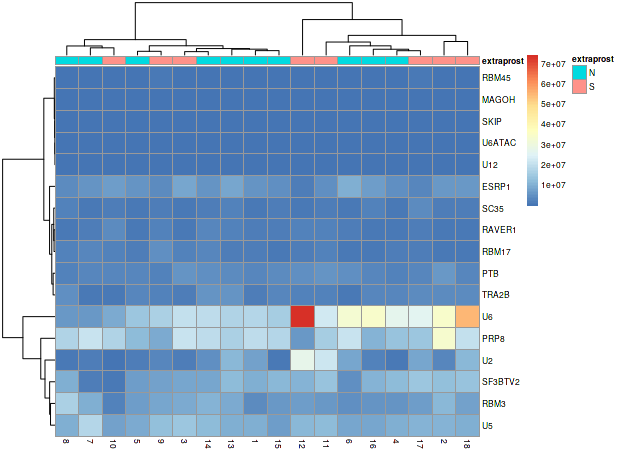 extraprost
7e+07
6e+07
5e+07
4e+07
3e+07
2e+07
1e+07
extraprost
N
S
RBM45
MAGOH
SKIP
U6ATAC
U12
ESRP1
SC35
RAVER1
RBM17
PTB
TRA2B
U6
PRP8
U2
SF3BTV2
RBM3
U5
8 7 10 5 9 3 14 13 1 15 12 11 6 16 4 17 2 18